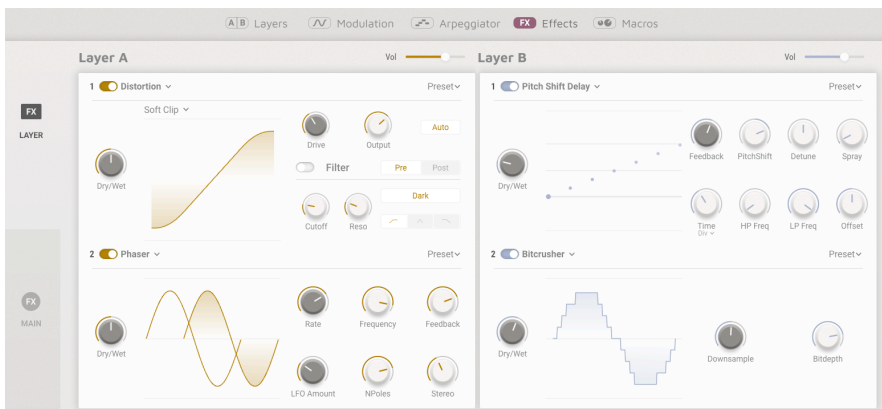 A B Layers Modulation Arpeggiator FX Effects Macros
Layer A Vol Layer B Vol
FX
LAYER
FX
MAIN
1 Distortion Preset
Soft Clip
Drive Output Auto
Filter Pre Post
Dry/Wet
Dark
Cutoff Reso
2 Phaser Preset
Rate Frequency Feedback
Dry/Wet
LFO Amount NPoles Stereo
1 Pitch Shift Delay Preset
Feedback PitchShift Detune Spray
Dry/Wet
Time HP Freq LP Freq Offset
Div
2 Bitcrusher Preset
Dry/Wet
Downsample Bitdepth